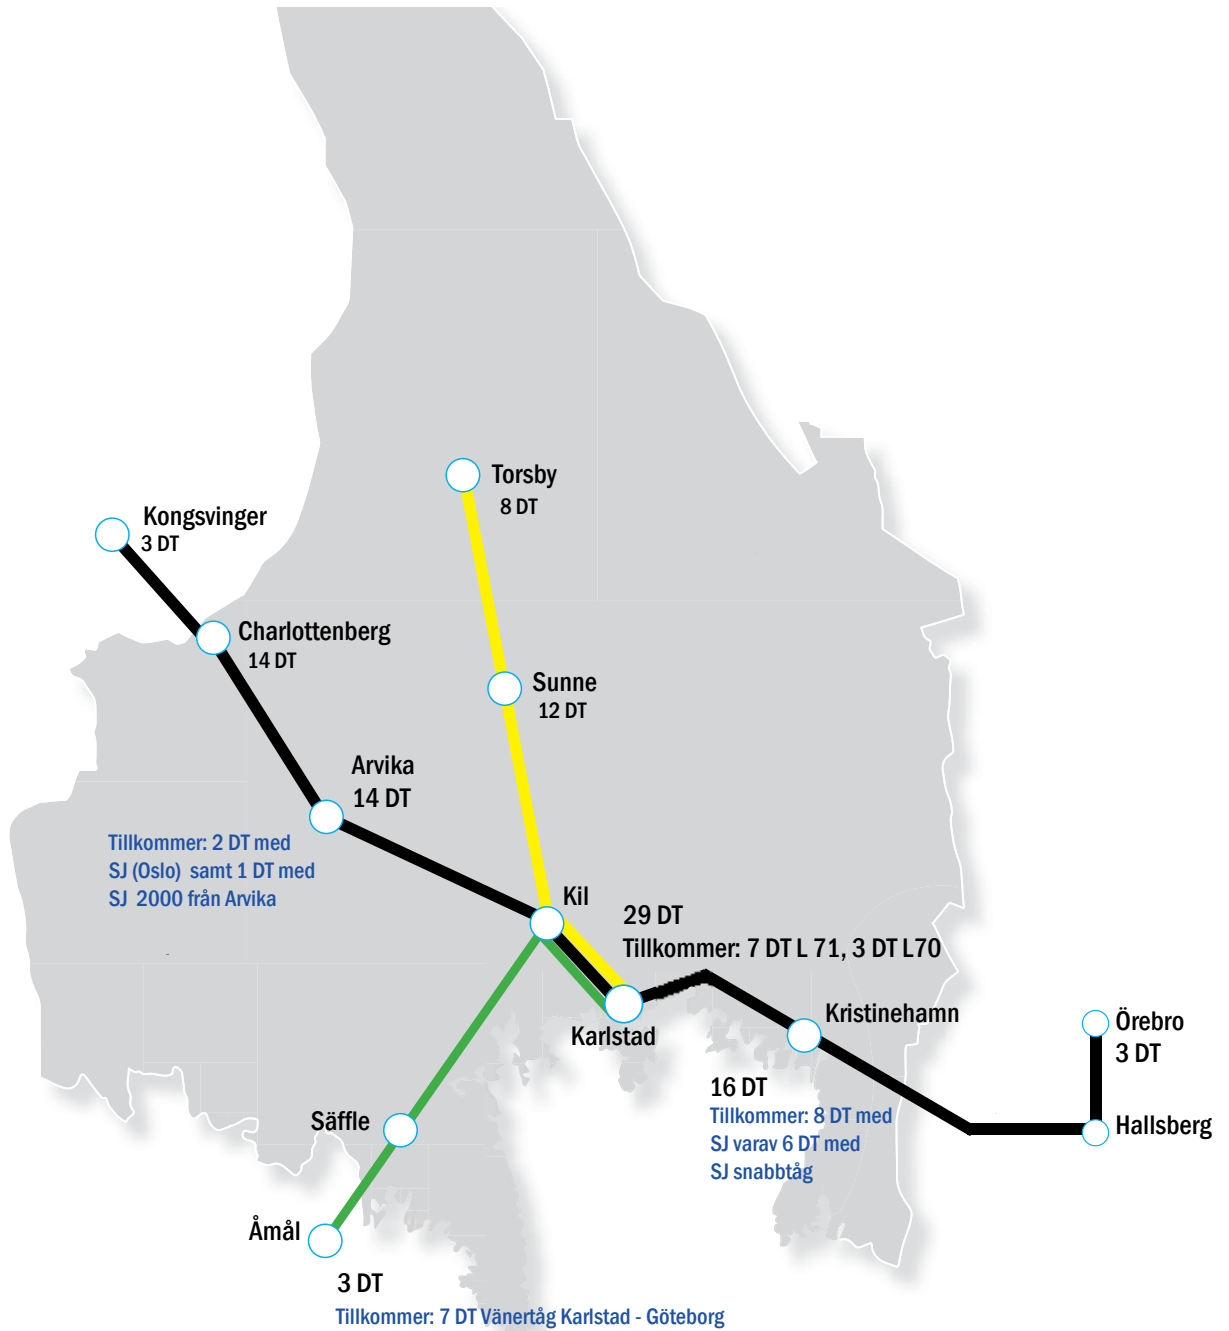 Torsby
8 DT
Kongsvinger
3 DT
Charlottenberg
14 DT
Sunne
12 DT
Arvika
14 DT
Tillkommer: 2 DT med
SJ (Oslo) samt 1 DT med
SJ 2000 från Arvika
Kil
29 DT
Tillkommer: 7 DT L 71, 3 DT L70
Karlstad
Kristinehamn
Örebro
3 DT
16 DT
Tillkommer: 8 DT med
SJ varav 6 DT med
SJ snabbtåg
Hallsberg
Säffle
Åmål
3 DT
Tillkommer: 7 DT Vänertåg Karlstad - Göteborg